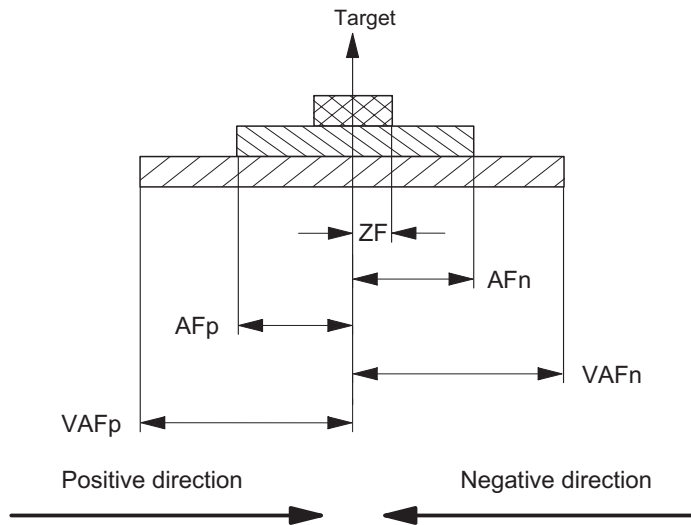 Target
ZF
AFn
AFp
VAFn
VAFp
Positive direction
Negative direction